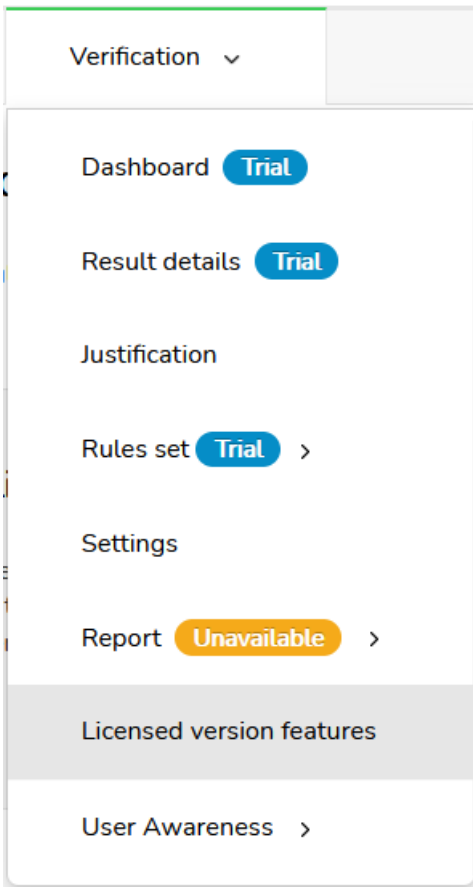 Verification
Dashboard Trial
Result details Trial
Justification
Rules set Trial
Settings
Report Unavailable
Licensed version features
User Awareness